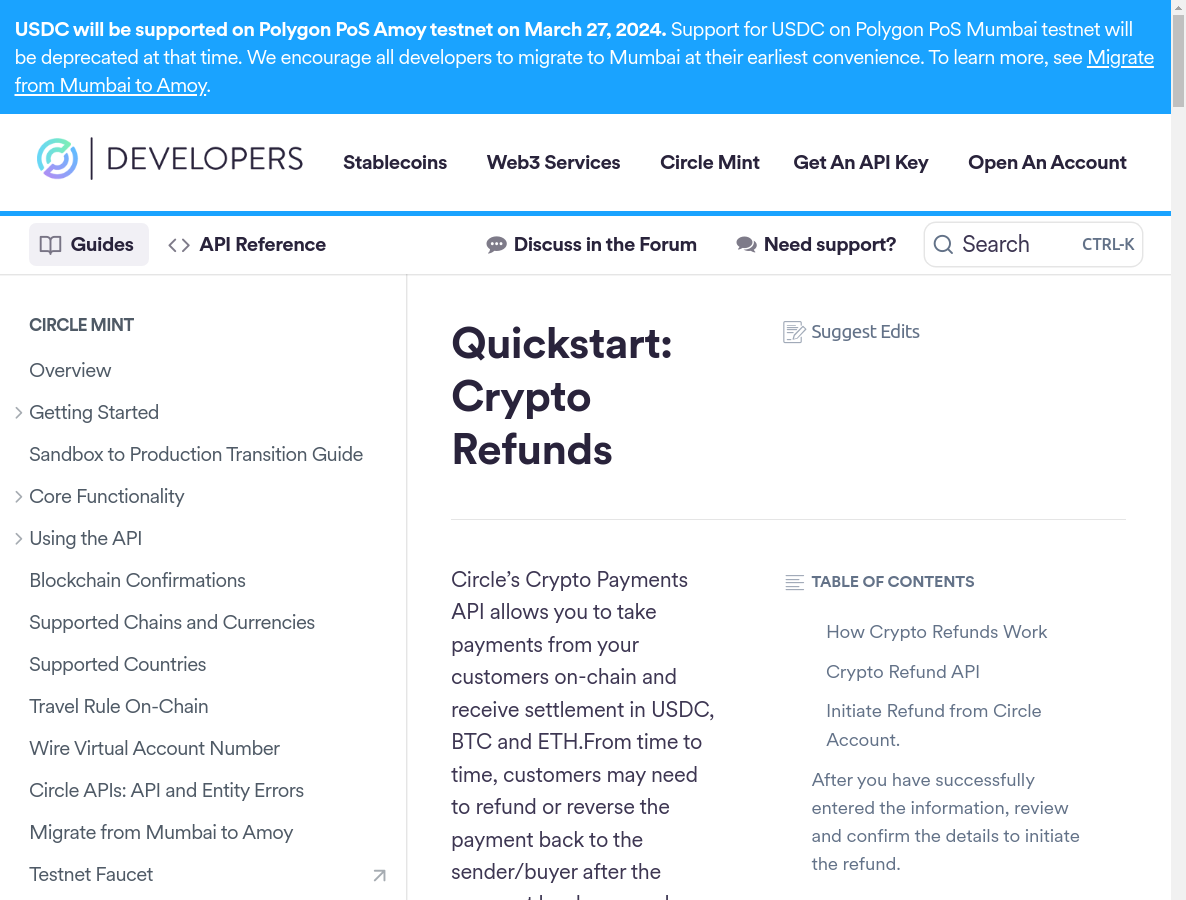 USDC will be supported on Polygon PoS Amoy testnet on March 27, 2024. Support for USDC on Polygon PoS Mumbai testnet will
be deprecated at that time. We encourage all developers to migrate to Mumbai at their earliest convenience. To learn more, see Migrate
from Mumbai to Amoy.
DEVELOPERS
Stablecoins
Web3 Services
Circle Mint
Get An API Key
Open An Account
Guides
API Reference
Discuss in the Forum
Need support?
Search
CTRL-K
CIRCLE MINT
Overview
Getting Started
Sandbox to Production Transition Guide
Core Functionality
Using the API
Blockchain Confirmations
Supported Chains and Currencies
Supported Countries
Travel Rule On-Chain
Wire Virtual Account Number
Circle APIs: API and Entity Errors
Migrate from Mumbai to Amoy
Testnet Faucet
Quickstart:
Crypto
Refunds
Suggest Edits
Circle’s Crypto Payments
API allows you to take
payments from your
customers on-chain and
receive settlement in USDC,
BTC and ETH.From time to
time, customers may need
to refund or reverse the
payment back to the
sender/buyer after the
TABLE OF CONTENTS
How Crypto Refunds Work
Crypto Refund API
Initiate Refund from Circle
Account.
After you have successfully
entered the information, review
and confirm the details to initiate
the refund.